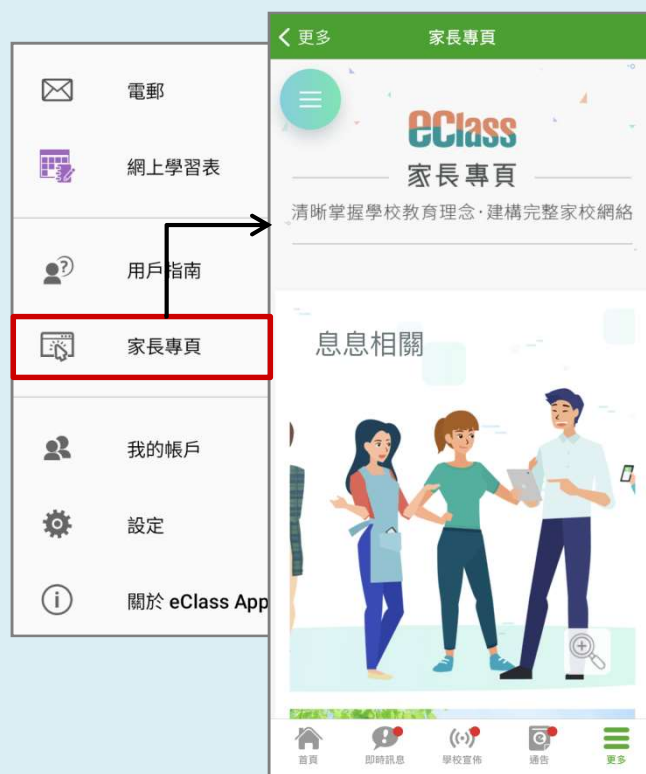 電郵
網上學習表
用戶指南
家長專頁
我的帳戶
設定
關於 eClass App
更多
家長專頁
eClass
家長專頁
清晰掌握學校教育理念·建構完整家校網絡
息息相關
首頁
即時訊息
學校宣佈
通告
更多